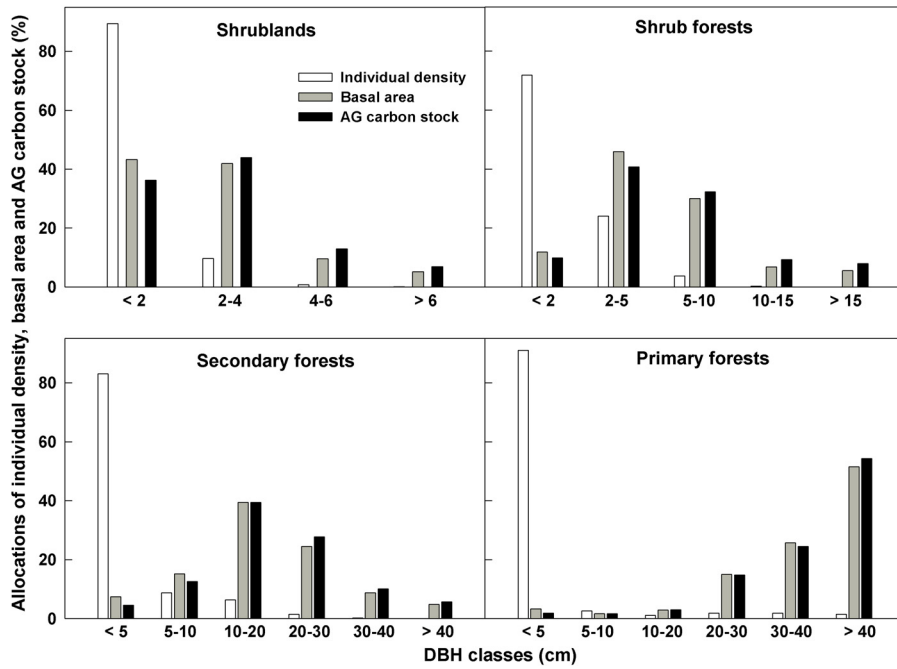 Allocations of individual density, basal area and AG carbon stock (%)
Shrublands
Individual density
Basal area
AG carbon stock
80
60
40
20
0
< 2 2-4 4-6 > 6
Shrub forests
< 2 2-5 5-10 10-15 > 15
Secondary forests
80
60
40
20
0
< 5 5-10 10-20 20-30 30-40 > 40
Primary forests
< 5 5-10 10-20 20-30 30-40 > 40
DBH classes (cm)